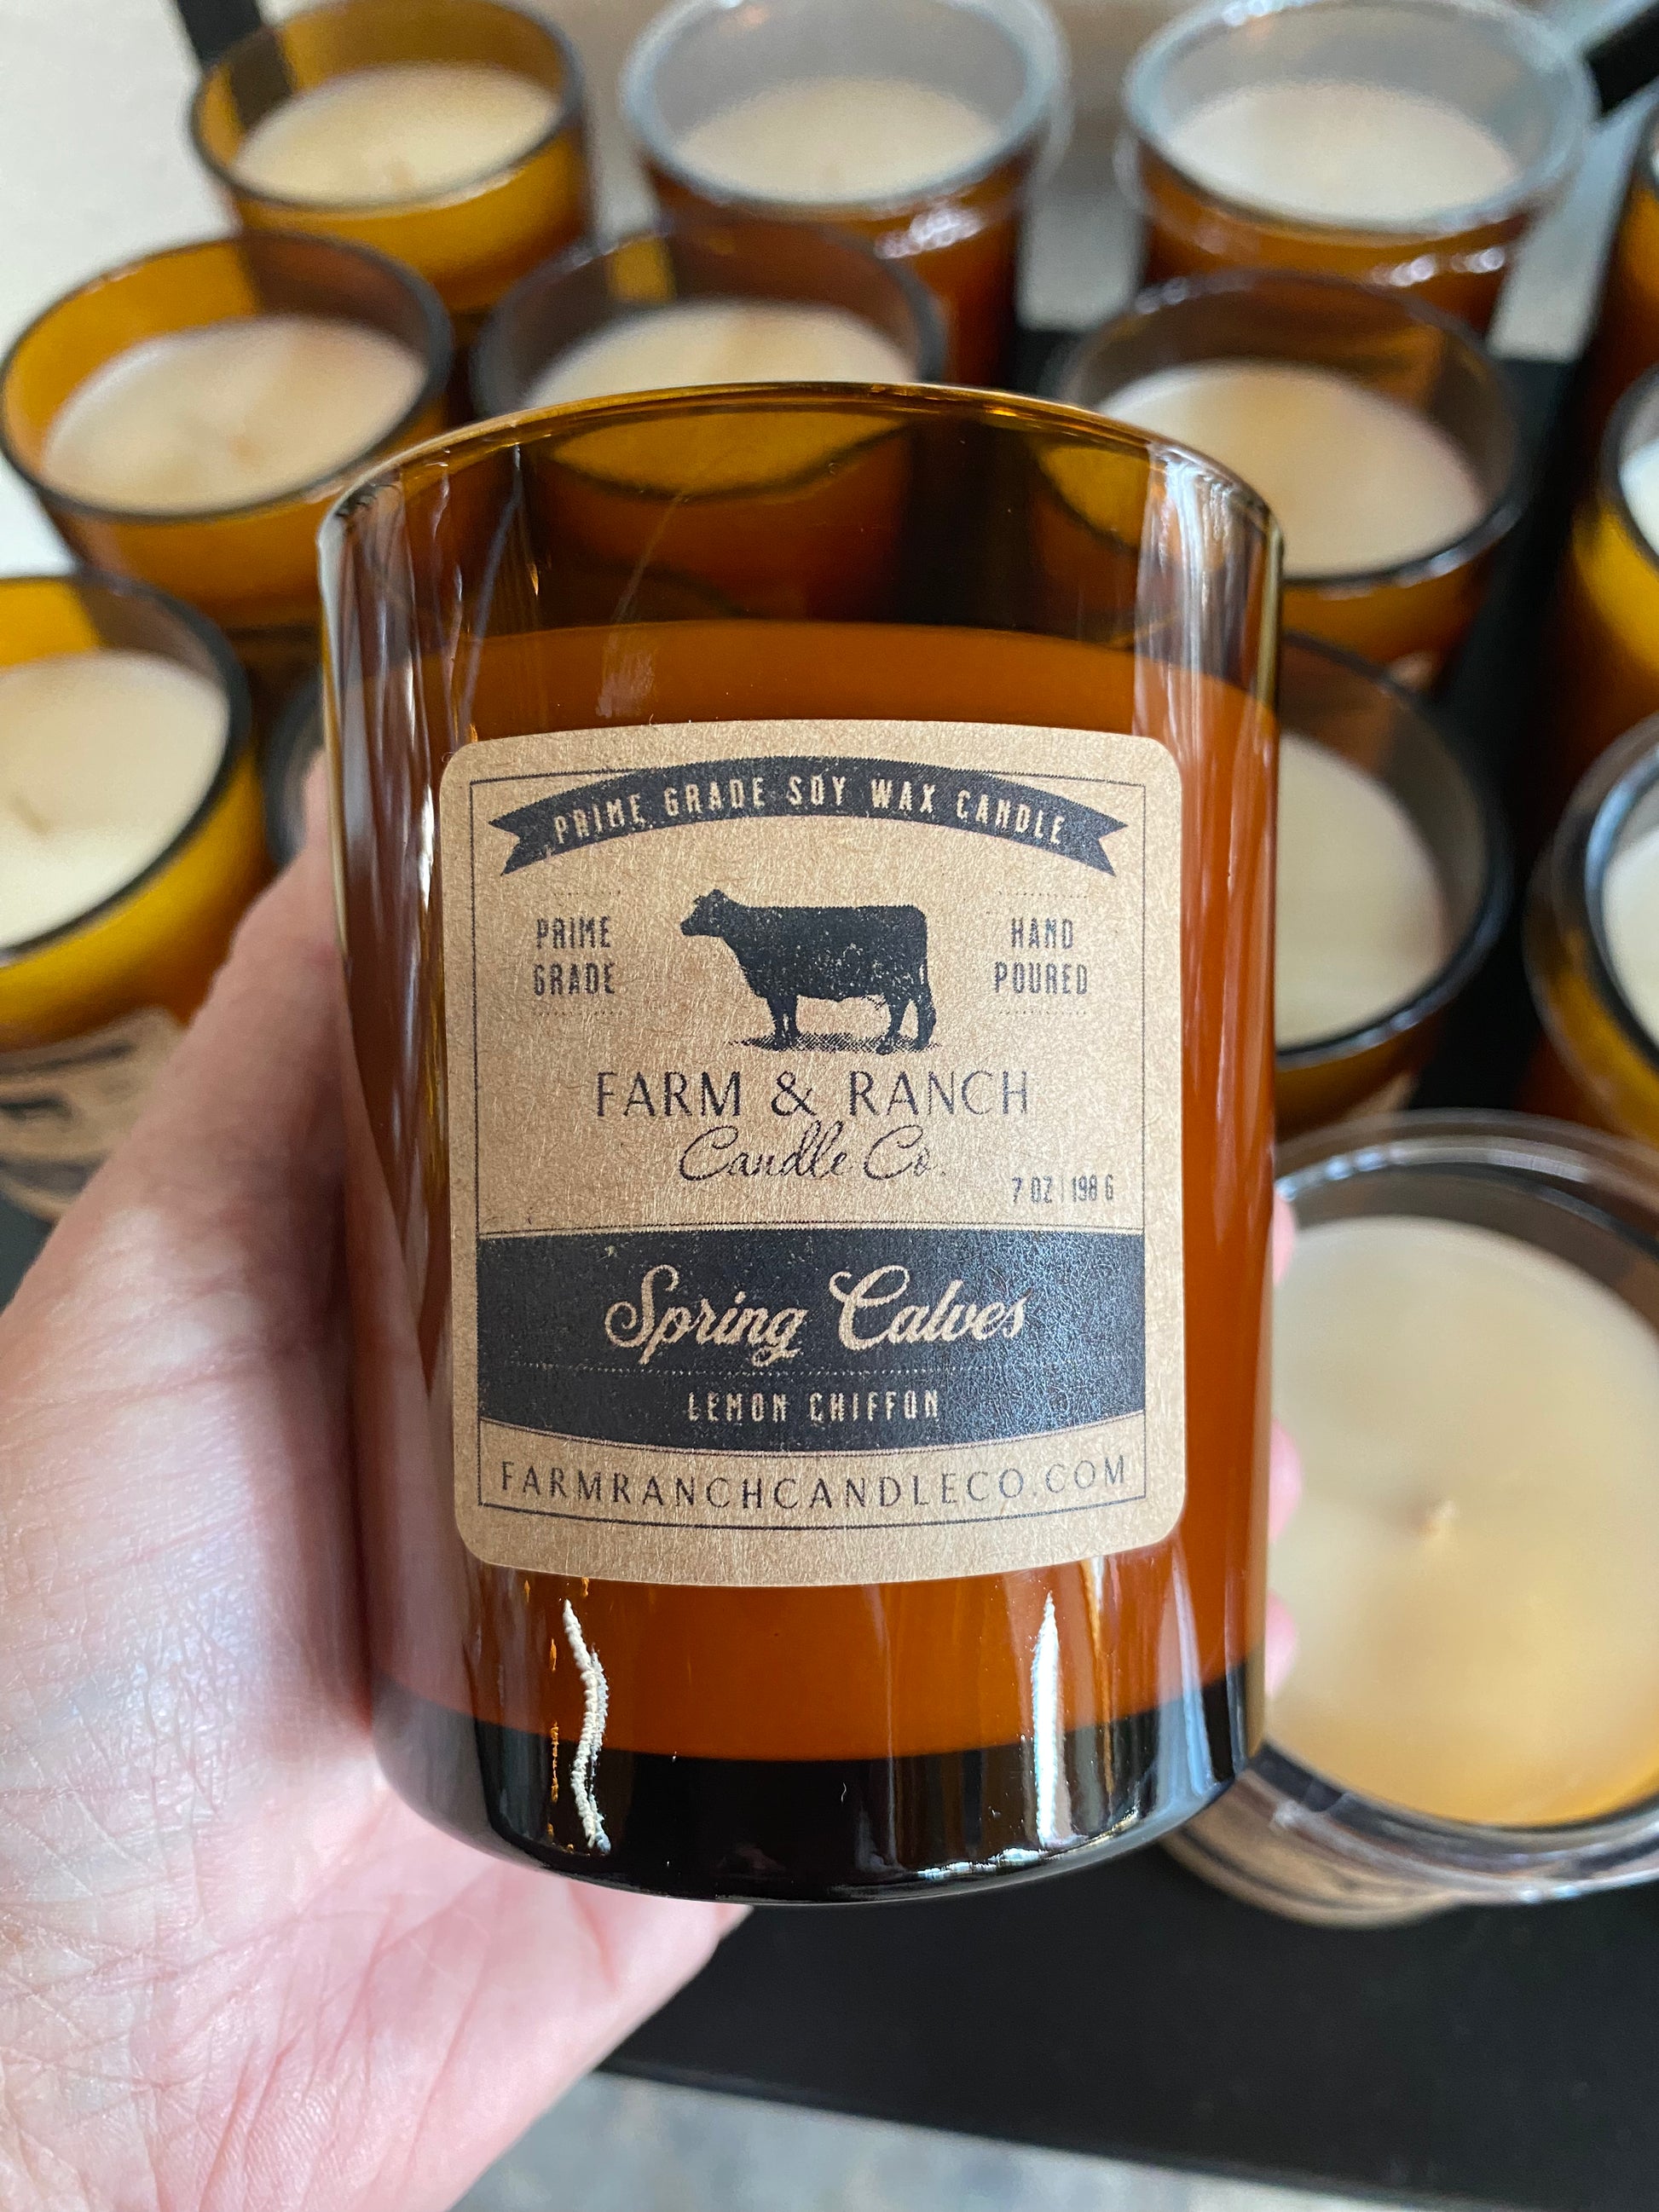 PRIME GRADE SOY WAX CANDLE
PRIME
GRADE
HAND
POURED
FARM & RANCH
Candle Co.
7 OZ | 198 G
Spring Calves
LEMON CHIFFON
FARMRANCHCANDLECO.COM